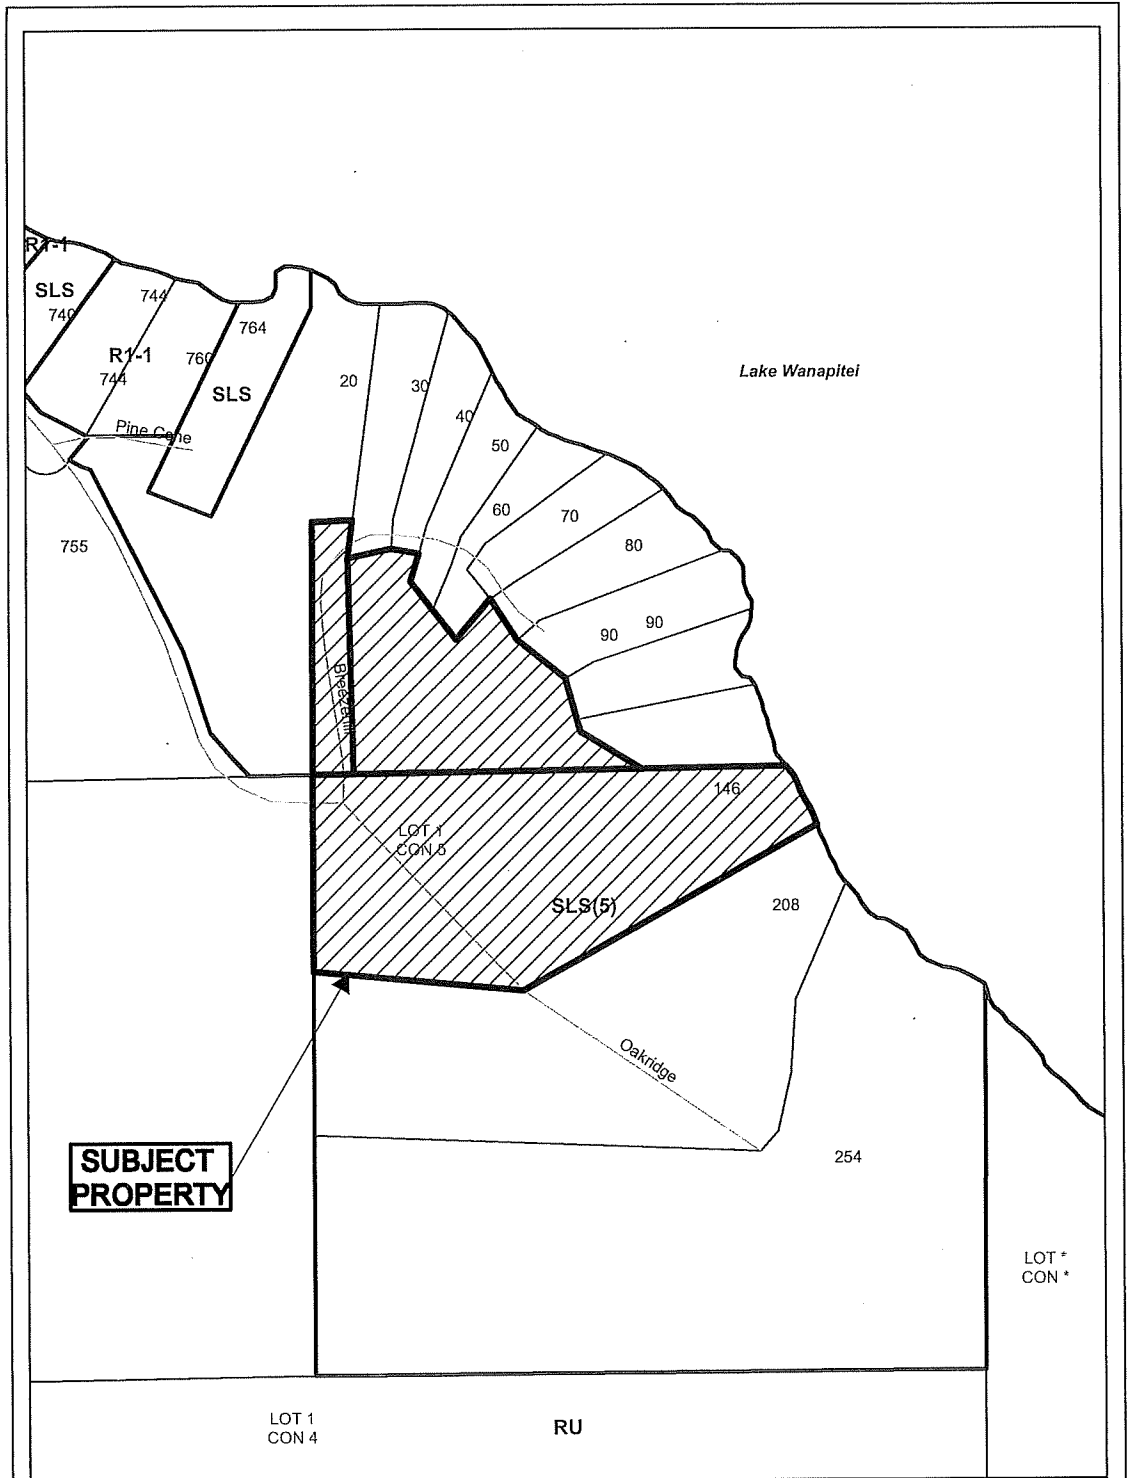 R1-1
SLS
740
744
R1-1
744
760
764
SLS
Pine Cone
755
20
30
40
50
60
70
80
90
90
Lake Wanapitei
146
LOT 1
CON 5
SLS(5)
208
Oakridge
254
SUBJECT
PROPERTY
LOT *
CON *
LOT 1
CON 4
RU